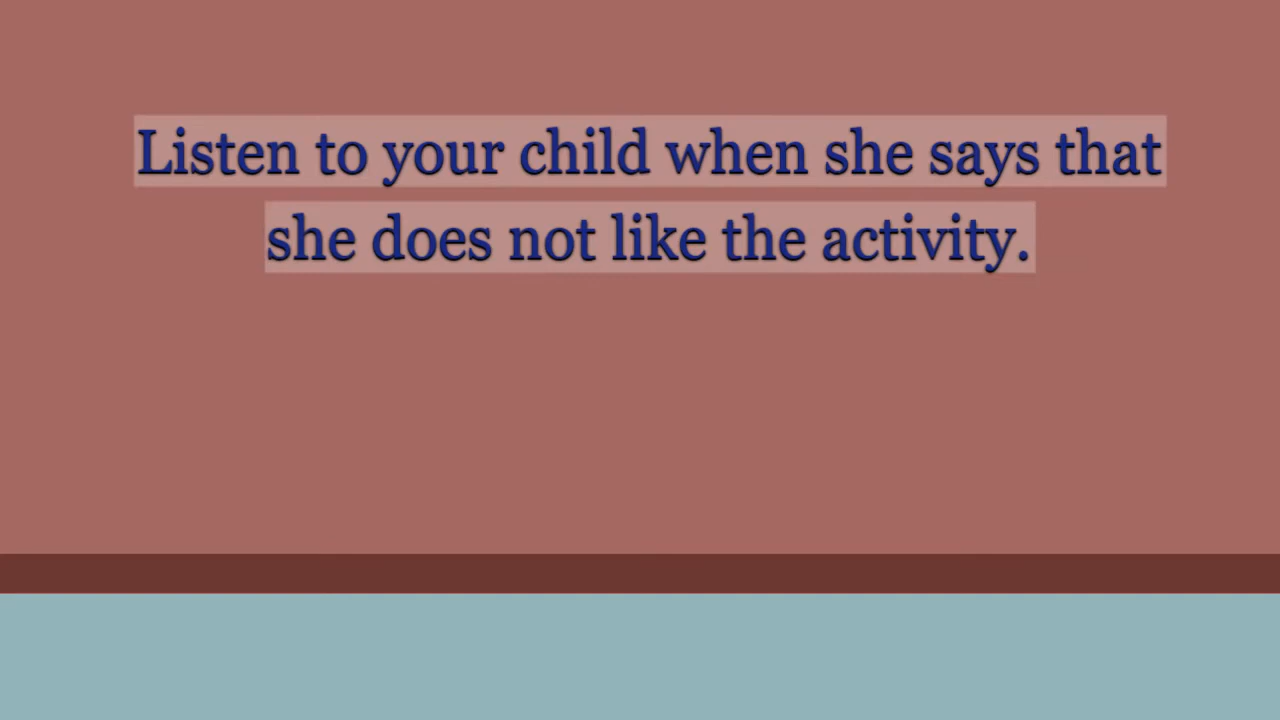 Listen to your child when she says that
she does not like the activity.